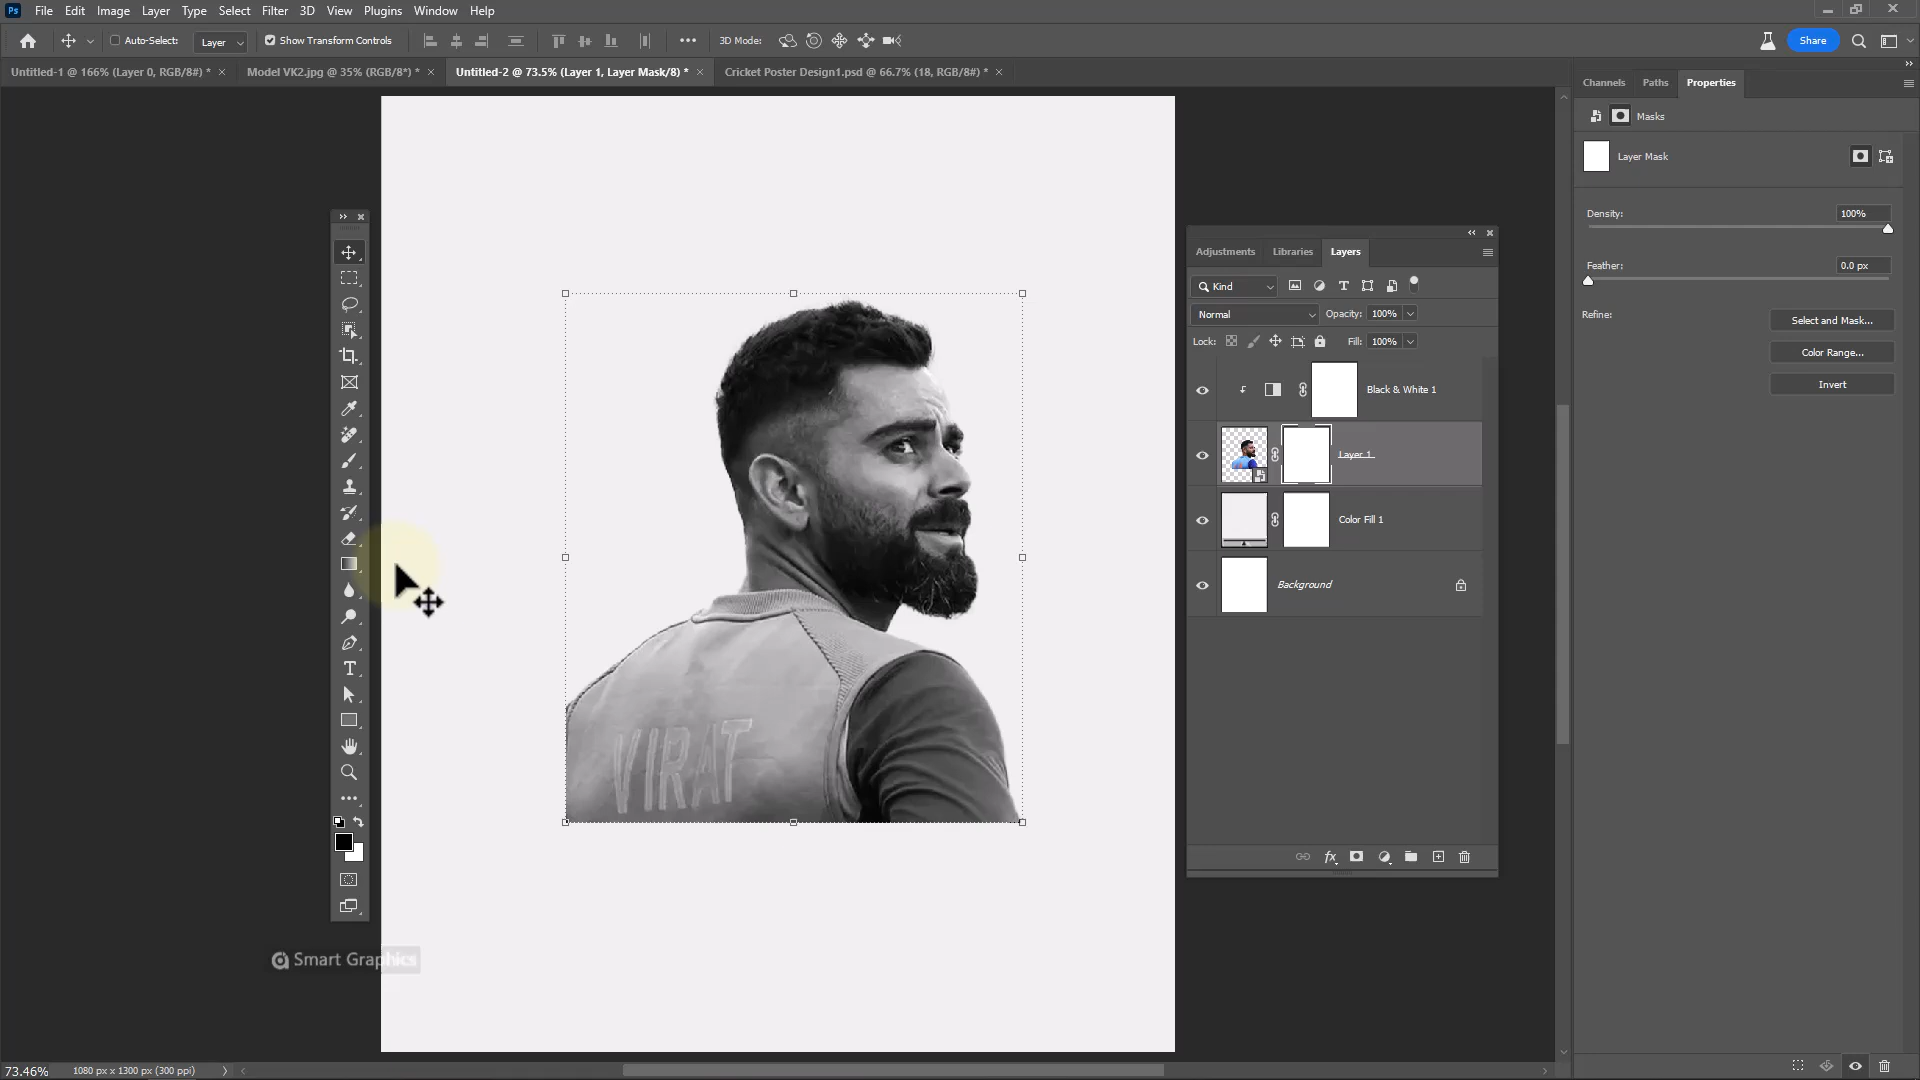 Ps File Edit Image Layer Type Select Filter 3D View Plugins Window Help
Auto-Select: Layer Show Transform Controls 3D Mode: Share
Untitled-1 @ 166% (Layer 0, RGB/8#) * Model VK2.jpg @ 35% (RGB/8*) * Untitled-2 @ 73.5% (Layer 1, Layer Mask/8) * Cricket Poster Design1.psd @ 66.7% (18, RGB/8#) *
Channels Paths Properties
Masks
Layer Mask
Density: 100%
Feather: 0.0 px
Refine: Select and Mask...
Color Range...
Invert
Adjustments Libraries Layers
Kind
Normal Opacity: 100%
Lock: Fill: 100%
Black & White 1
Layer 1
Color Fill 1
Background
VIRAT
Smart Graphics
73.46% 1080 px x 1300 px (300 ppi)